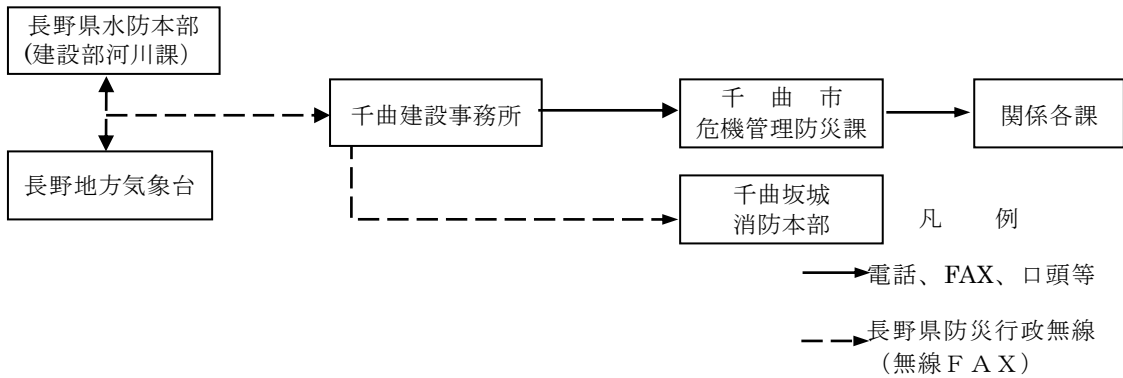 長野県水防本部
(建設部河川課)
千曲建設事務所
千　曲　市
危機管理防災課
関係各課
長野地方気象台
千曲坂城
消防本部
凡　　例
電話、FAX、口頭等
長野県防災行政無線
（無線ＦＡＸ）